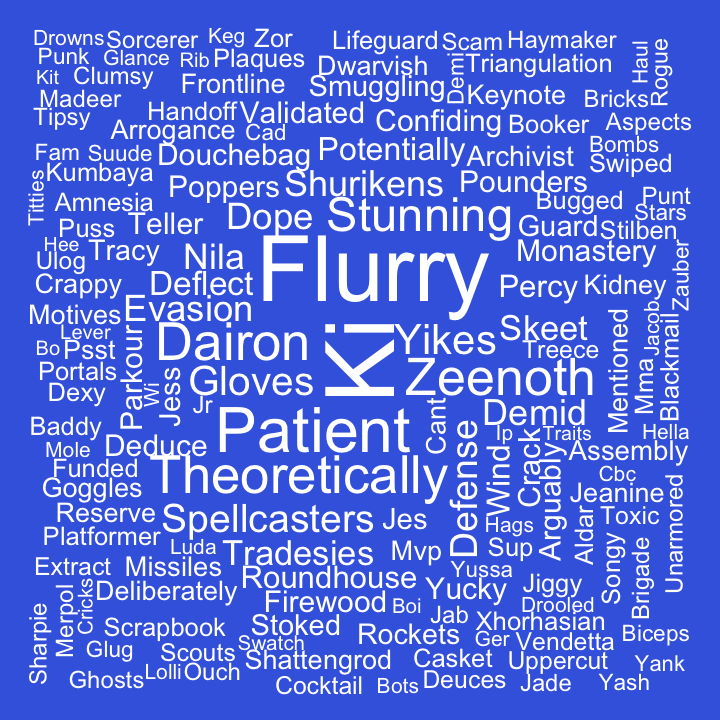 Drowns
Sorcerer
Keg
Zor
Lifeguard
Scam
Haymaker
Haul
Rogue
Punk
Glance
Rib
Plaques
Dwarvish
Demi
Triangulation
Kit
Clumsy
Frontline
Smuggling
Keynote
Bricks
Madeer
Tipsy
Handoff
Validated
Confiding
Booker
Aspects
Arrogance
Cad
Fam
Suude
Douchebag
Potentially
Archivist
Bombs
Swiped
Kumbaya
Titties
Amnesia
Poppers
Shurikens
Pounders
Bugged
Punt
Stars
Puss
Teller
Dope
Stunning
Guard
Stilben
Hee
Ulog
Tracy
Nila
Flurry
Monastery
Zauber
Crappy
Deflect
Percy
Kidney
Motives
Evasion
Lever
Bo
Psst
Parkour
Dairon
Ki
Yikes
Skeet
Treece
Mentioned
Mma
Jacob
Blackmail
Portals
Dexy
Wi
Jess
Gloves
Jr
Zeenoth
Baddy
Mole
Deduce
Patient
Cant
Demid
Ip
Traits
Hella
Funded
Goggles
Theoretically
Defense
Wind
Crack
Arguably
Assembly
Cbc
Jeanine
Reserve
Platformer
Spellcasters
Jes
Hags
Sup
Aldar
Toxic
Songy
Brigade
Unarmored
Luda
Tradesies
Mvp
Yussa
Extract
Missiles
Roundhouse
Yucky
Jiggy
Deliberately
Firewood
Boi
Jab
Drooled
Sharpie
Merpol
Cricks
Scrapbook
Stoked
Rockets
Xhorhasian
Ger
Vendetta
Biceps
Glug
Scouts
Swatch
Shattengrod
Casket
Uppercut
Yank
Ghosts
Lolli
Ouch
Cocktail
Bots
Deuces
Jade
Yash